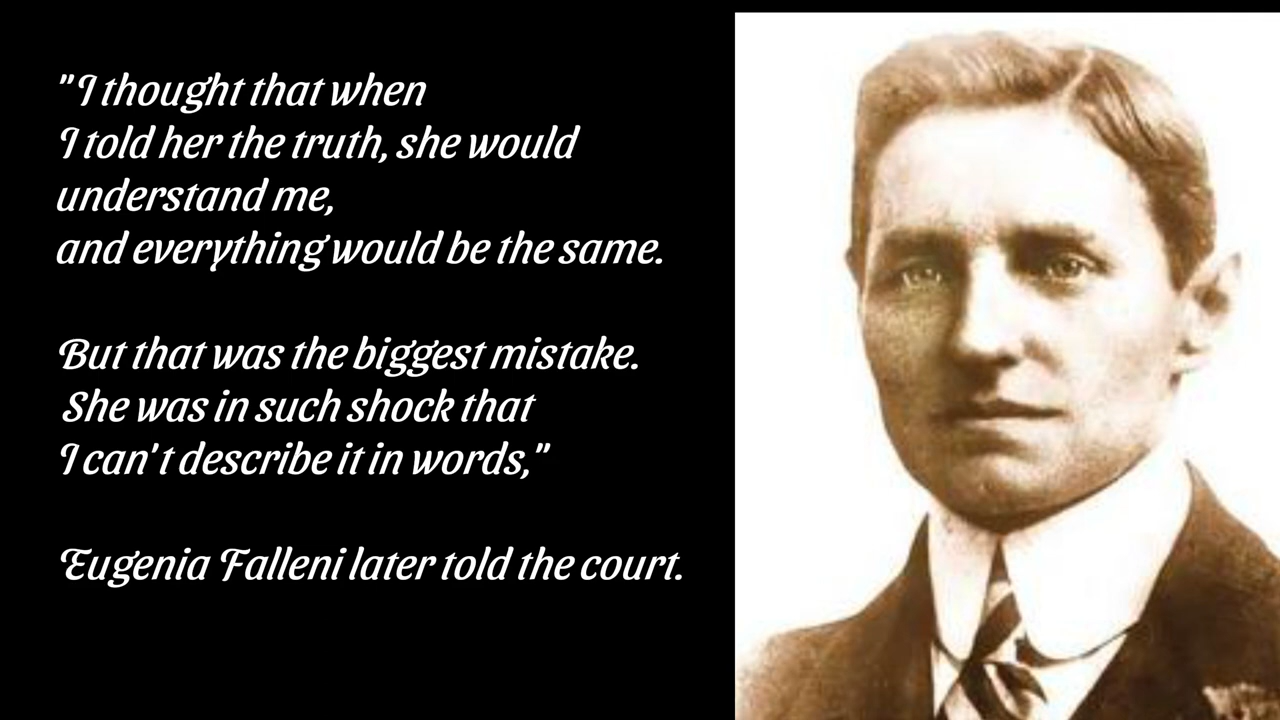 "I thought that when
I told her the truth, she would
understand me,
and everything would be the same.
But that was the biggest mistake.
She was in such shock that
I can't describe it in words,"
Eugenia Falleni later told the court.